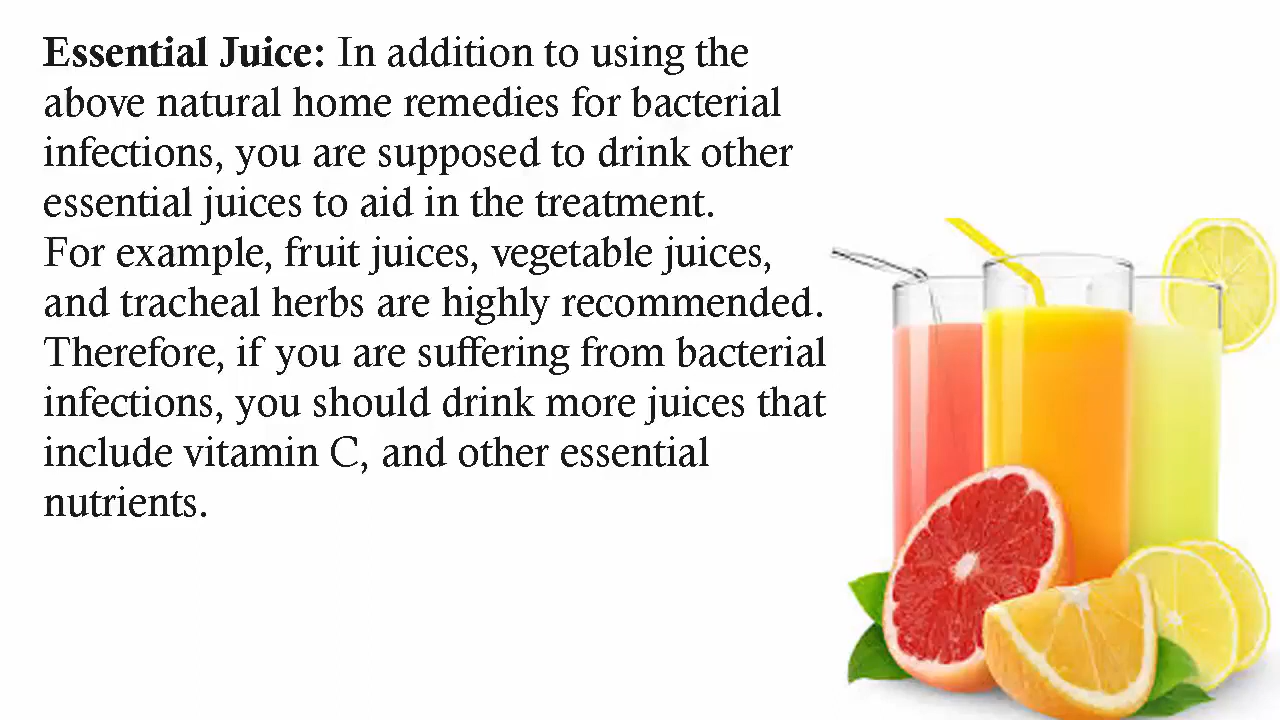 Essential Juice: In addition to using the
above natural home remedies for bacterial
infections, you are supposed to drink other
essential juices to aid in the treatment.
For example, fruit juices, vegetable juices,
and tracheal herbs are highly recommended.
Therefore, if you are suffering from bacterial
infections, you should drink more juices that
include vitamin C, and other essential
nutrients.